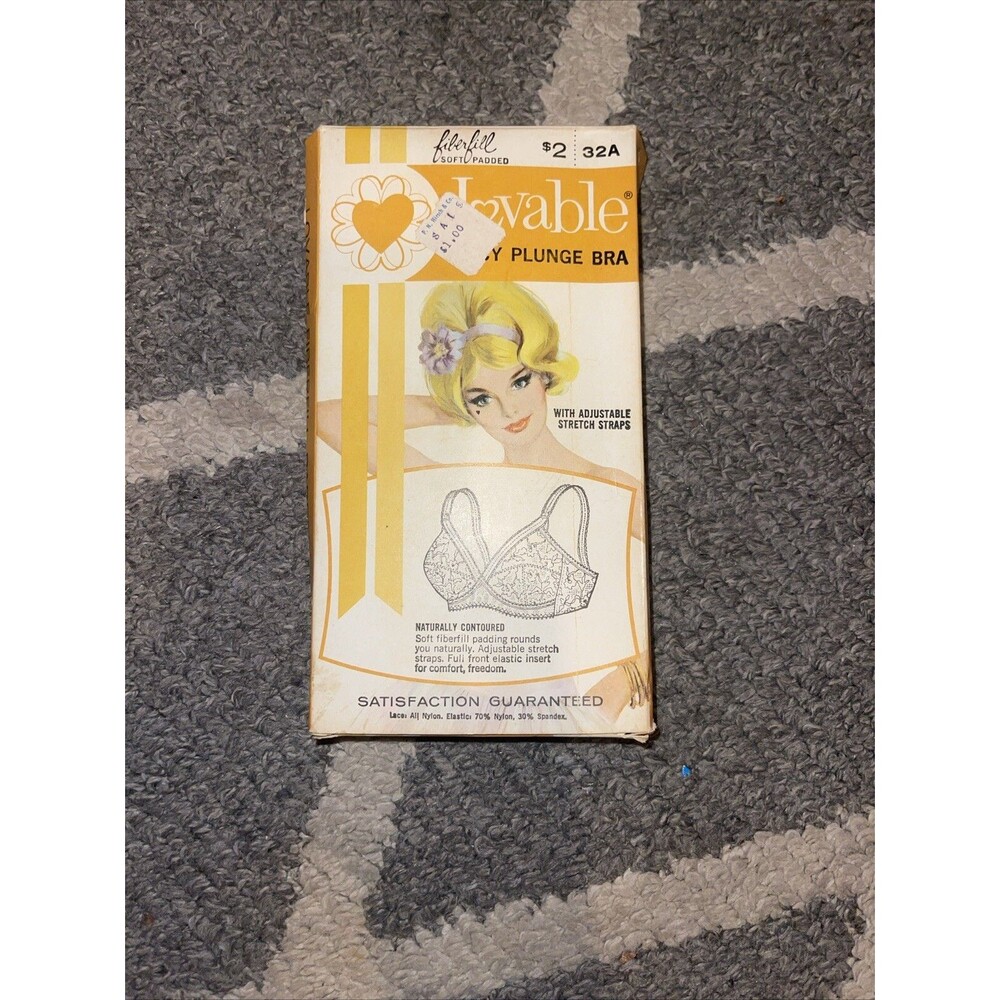 fiberfill
SOFT PADDED
$2 32A
Lovable®
SALE
$1.00
PLUNGE BRA
WITH ADJUSTABLE
STRETCH STRAPS
NATURALLY CONTOURED
Soft fiberfill padding rounds
you naturally. Adjustable stretch
straps. Full front elastic insert
for comfort, freedom.
SATISFACTION GUARANTEED
Lace: All Nylon. Elastic: 70% Nylon, 30% Spandex.